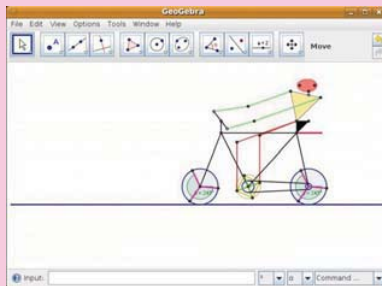 GeoGebra
File Edit View Options Tools Window Help
Move
Input:
Command ...